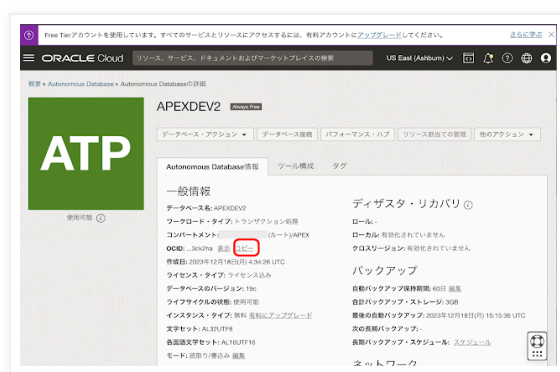 Free Tierアカウントを使用しています。すべてのサービスとリソースにアクセスするには、有料アカウントにアップグレードしてください。 さらに学ぶ ×
ORACLE Cloud リソース、サービス、ドキュメントおよびマーケットプレイスの検索 US East (Ashburn)
概要 » Autonomous Database » Autonomous Databaseの詳細
ATP
使用可能
APEXDEV2 Always Free
データベース・アクション データベース接続 パフォーマンス・ハブ リソース割当ての管理 他のアクション
Autonomous Database情報 ツール構成 タグ
一般情報
データベース名: APEXDEV2
ワークロード・タイプ: トランザクション処理
コンパートメント: (ルート)/APEX
OCID: ...3ok2ha 表示 コピー
作成日: 2023年12月18日(月) 4:34:26 UTC
ライセンス・タイプ: ライセンス込み
データベースのバージョン: 19c
ライフサイクルの状態: 使用可能
インスタンス・タイプ: 無料 有料にアップグレード
文字セット: AL32UTF8
各国語文字セット: AL16UTF16
モード: 読取り/書込み 編集
ディザスタ・リカバリ
ロール: -
ローカル: 有効化されていません
クロスリージョン: 有効化されていません
バックアップ
自動バックアップ保持期間: 60日 編集
合計バックアップ・ストレージ: 3GB
最後の自動バックアップ: 2023年12月18日(月) 15:15:36 UTC
次の長期バックアップ: -
長期バックアップ・スケジュール: スケジュール
ネットワーク